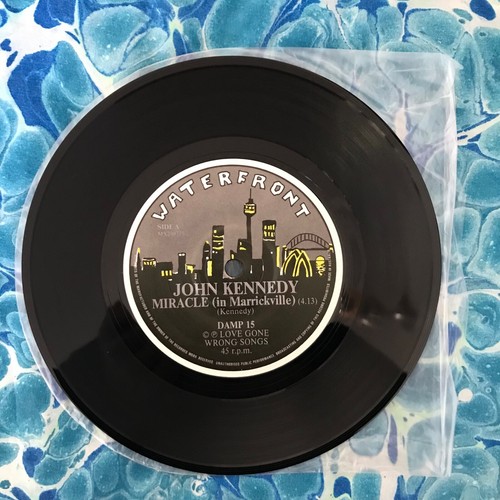 WATERFRONT
SIDE A
JOHN KENNEDY
MIRACLE (in Marrickville) (4.13)
(Kennedy)
DAMP 15
© ℗ LOVE GONE
WRONG SONGS
45 r.p.m.